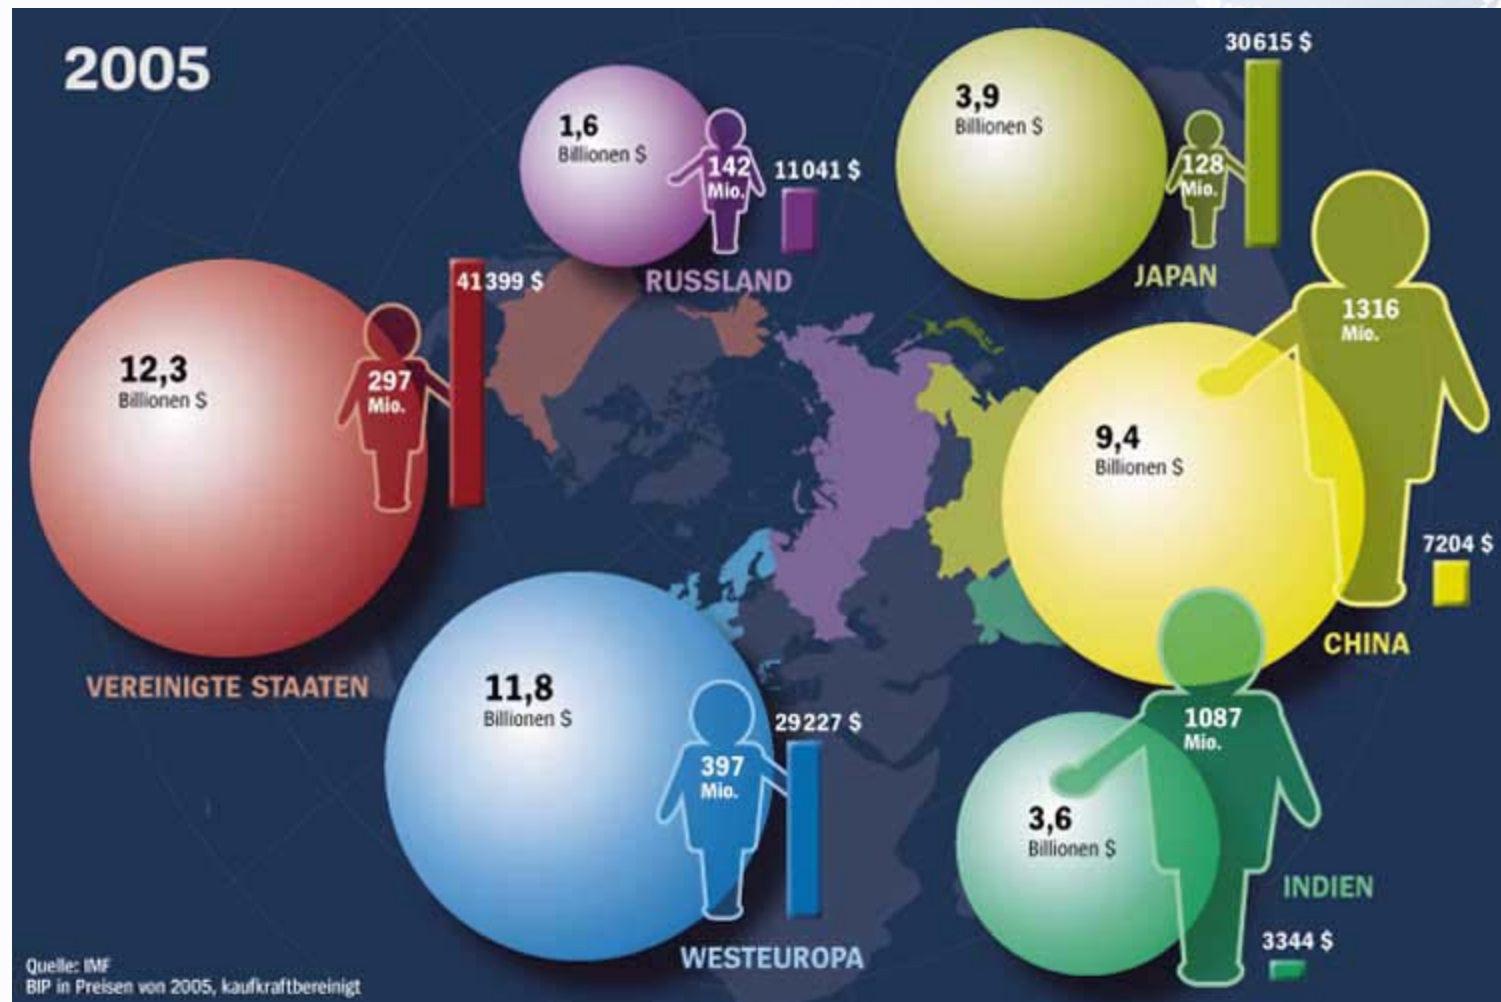 2005
1,6
Billionen $
142
Mio.
11041 $
RUSSLAND
3,9
Billionen $
128
Mio.
30615 $
JAPAN
12,3
Billionen $
297
Mio.
41399 $
VEREINIGTE STAATEN
9,4
Billionen $
1316
Mio.
7204 $
CHINA
11,8
Billionen $
397
Mio.
29227 $
WESTEUROPA
3,6
Billionen $
1087
Mio.
3344 $
INDIEN
Quelle: IMF
BIP in Preisen von 2005, kaufkraftbereinigt